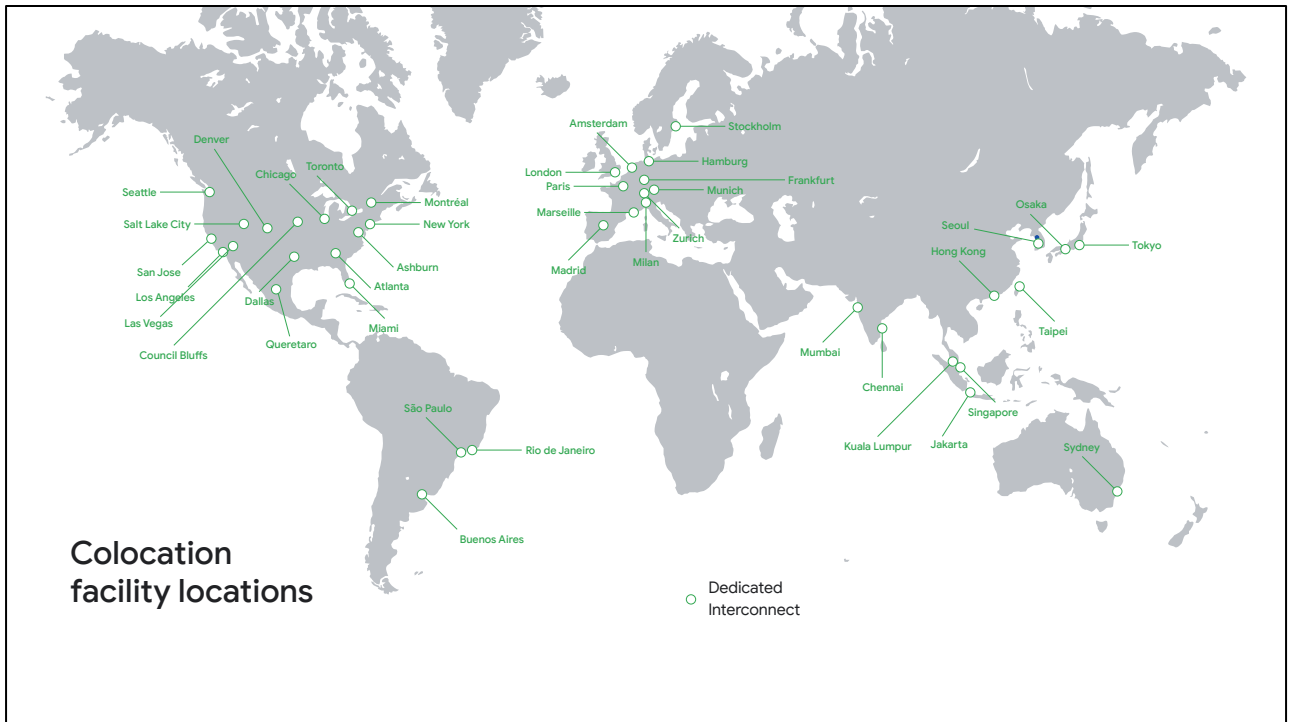 Denver
Chicago
Toronto
Seattle
Montréal
Salt Lake City
New York
San Jose
Ashburn
Los Angeles
Dallas
Atlanta
Las Vegas
Miami
Council Bluffs
Queretaro
São Paulo
Rio de Janeiro
Buenos Aires
Amsterdam
Stockholm
London
Hamburg
Paris
Frankfurt
Munich
Marseille
Zurich
Madrid
Milan
Osaka
Seoul
Hong Kong
Tokyo
Taipei
Mumbai
Chennai
Singapore
Kuala Lumpur
Jakarta
Sydney
Colocation
facility locations
Dedicated
Interconnect